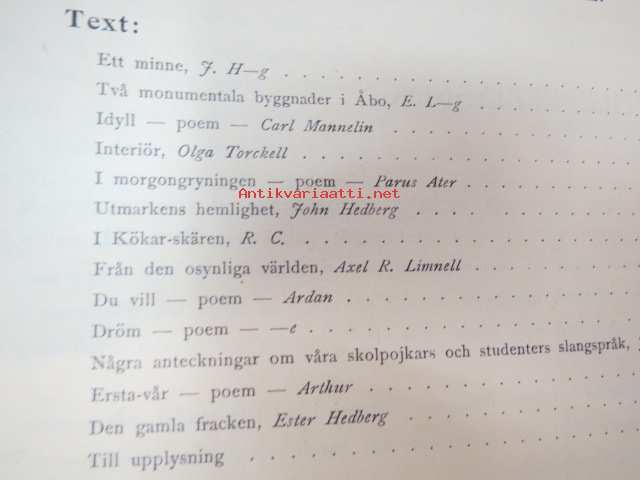 Text:
Ett minne, J. H—g . . . . . . . . . . . .
Två monumentala byggnader i Åbo, E. L—g . . . . . .
Idyll — poem — Carl Mannelin . . . . . . . . .
Interiör, Olga Torckell . . . . . . . . . . . .
I morgongryningen — poem — Parus Ater . . . . . . .
Antikvariaatti.net
Utmarkens hemlighet, John Hedberg . . . . . . . . .
I Kökar-skären, R. C. . . . . . . . . . . . .
Från den osynliga världen, Axel R. Limnell . . . . . .
Du vill — poem — Ardan . . . . . . . . . . .
Dröm — poem — —e . . . . . . . . . . . .
Några anteckningar om våra skolpojkars och studenters slangspråk,
Ersta-vår — poem — Arthur . . . . . . . . . .
Den gamla fracken, Ester Hedberg . . . . . . . . .
Till upplysning . . . . . . . . . . . . .